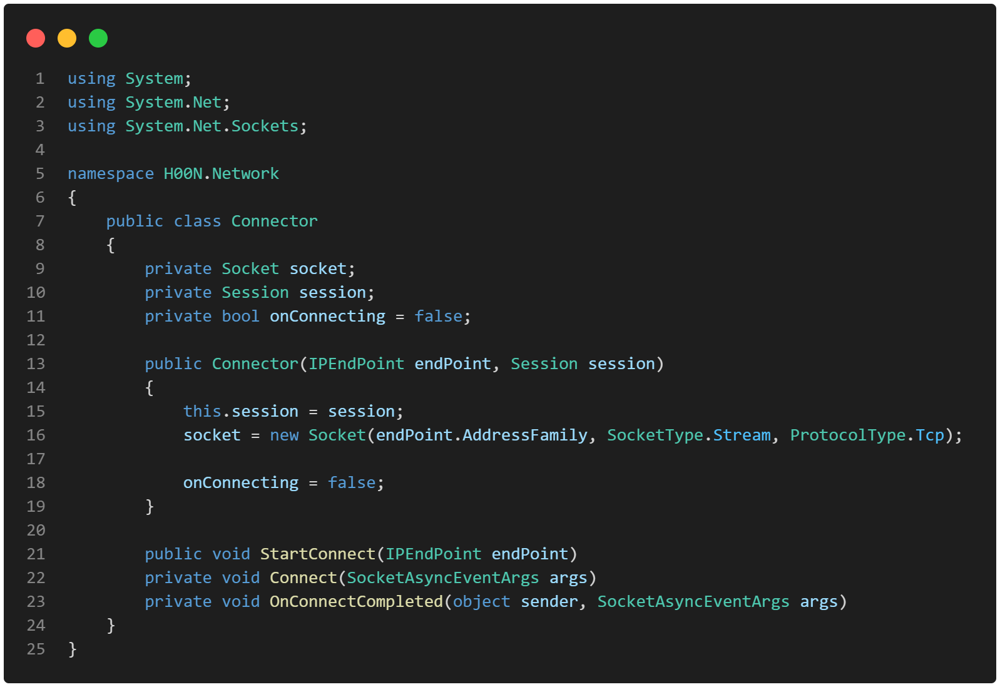 1 using System;
2 using System.Net;
3 using System.Net.Sockets;
4
5 namespace H00N.Network
6 {
7     public class Connector
8     {
9         private Socket socket;
10         private Session session;
11         private bool onConnecting = false;
12
13         public Connector(IPEndPoint endPoint, Session session)
14         {
15             this.session = session;
16             socket = new Socket(endPoint.AddressFamily, SocketType.Stream, ProtocolType.Tcp);
17
18             onConnecting = false;
19         }
20
21         public void StartConnect(IPEndPoint endPoint)
22         private void Connect(SocketAsyncEventArgs args)
23         private void OnConnectCompleted(object sender, SocketAsyncEventArgs args)
24     }
25 }